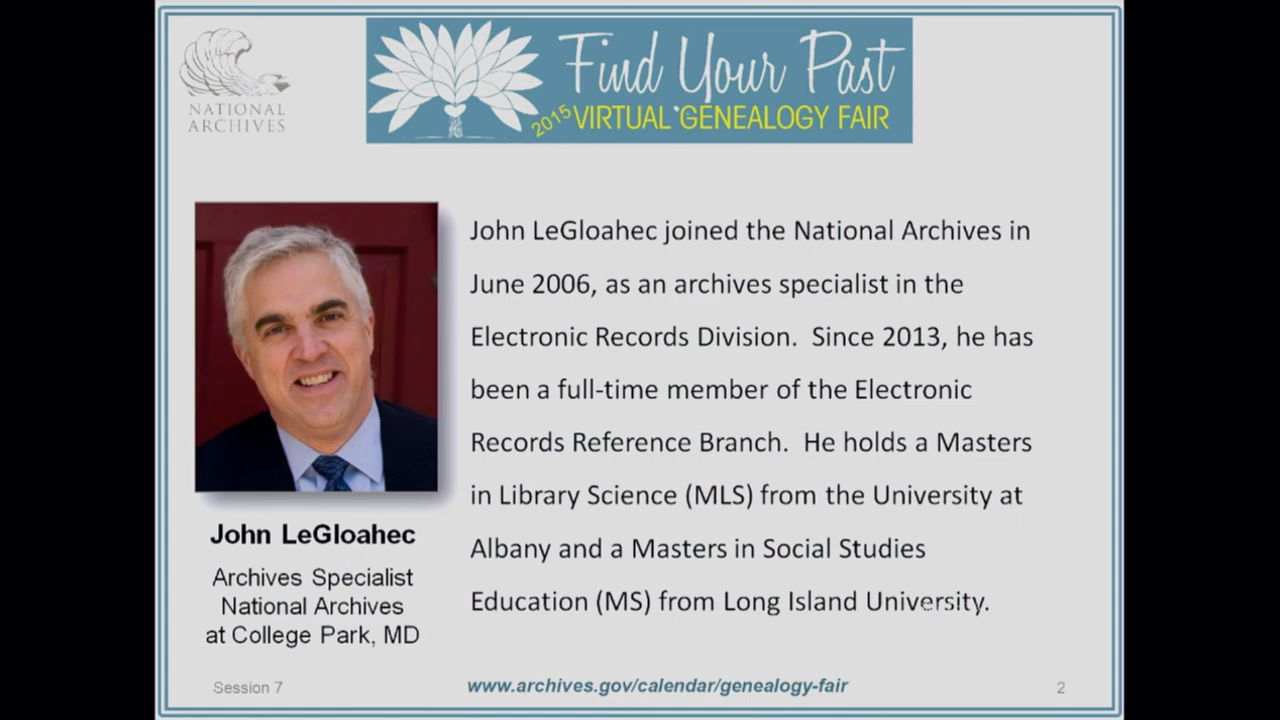 NATIONAL
ARCHIVES
Find Your Past
2015 VIRTUAL GENEALOGY FAIR
John LeGloahec joined the National Archives in
June 2006, as an archives specialist in the
Electronic Records Division.  Since 2013, he has
been a full-time member of the Electronic
Records Reference Branch.  He holds a Masters
in Library Science (MLS) from the University at
Albany and a Masters in Social Studies
Education (MS) from Long Island University.
John LeGloahec
Archives Specialist
National Archives
at College Park, MD
Session 7
www.archives.gov/calendar/genealogy-fair
2